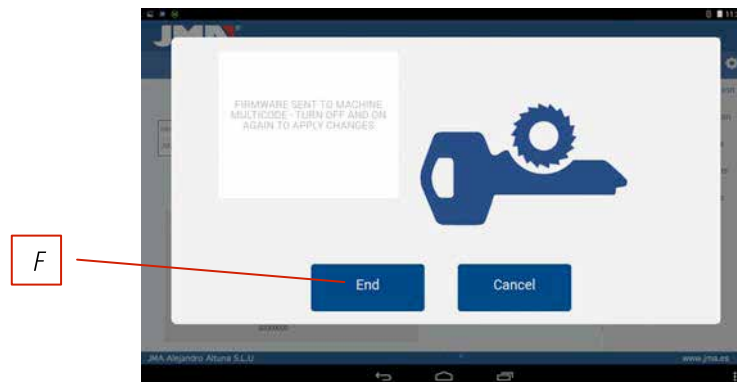 JMA
FIRMWARE SENT TO MACHINE
MULTICODE - TURN OFF AND ON
AGAIN TO APPLY CHANGES.
F
End
Cancel
JMA Alejandro Altuna S.L.U
www.jma.es